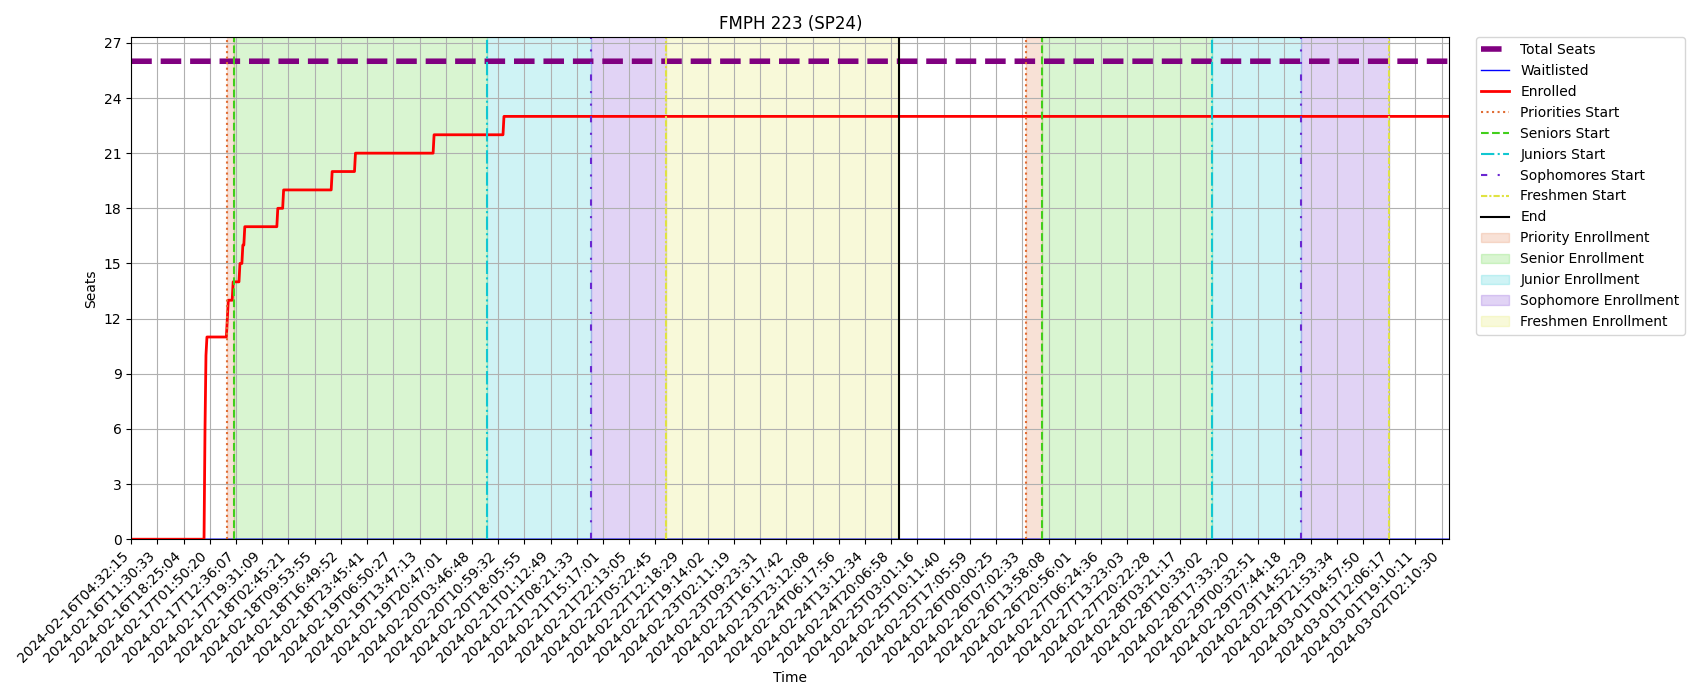 FMPH 223 (SP24)
27
24
21
18
15
12
9
6
3
0
Seats
2024-02-16T04:32:15
2024-02-16T11:30:33
2024-02-16T18:25:04
2024-02-17T01:50:20
2024-02-17T12:36:07
2024-02-17T19:31:09
2024-02-18T02:45:21
2024-02-18T09:53:55
2024-02-18T16:49:52
2024-02-18T23:45:41
2024-02-19T06:50:27
2024-02-19T13:47:13
2024-02-19T20:47:01
2024-02-20T03:46:48
2024-02-20T10:59:32
2024-02-20T18:05:55
2024-02-21T01:12:49
2024-02-21T08:21:33
2024-02-21T15:17:01
2024-02-21T22:13:05
2024-02-22T05:22:45
2024-02-22T12:18:29
2024-02-22T19:14:02
2024-02-23T02:11:19
2024-02-23T09:23:31
2024-02-23T16:17:42
2024-02-23T23:12:08
2024-02-24T06:17:56
2024-02-24T13:12:34
2024-02-24T20:06:58
2024-02-25T03:01:16
2024-02-25T10:11:40
2024-02-25T17:05:59
2024-02-26T00:00:25
2024-02-26T07:02:33
2024-02-26T13:58:08
2024-02-26T20:56:01
2024-02-27T06:24:36
2024-02-27T13:23:03
2024-02-27T20:22:28
2024-02-28T03:21:17
2024-02-28T10:33:02
2024-02-28T17:33:20
2024-02-29T00:32:51
2024-02-29T07:44:18
2024-02-29T14:52:29
2024-02-29T21:53:34
2024-03-01T04:57:50
2024-03-01T12:06:17
2024-03-01T19:10:11
2024-03-02T02:10:30
Time
Total Seats
Waitlisted
Enrolled
Priorities Start
Seniors Start
Juniors Start
Sophomores Start
Freshmen Start
End
Priority Enrollment
Senior Enrollment
Junior Enrollment
Sophomore Enrollment
Freshmen Enrollment